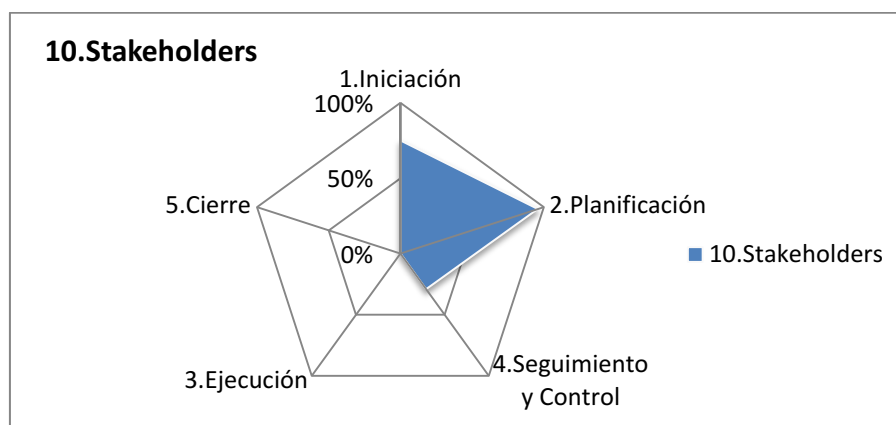 10.Stakeholders
1.Iniciación
100%
50%
5.Cierre
2.Planificación
0%
10.Stakeholders
3.Ejecución
4.Seguimiento
y Control